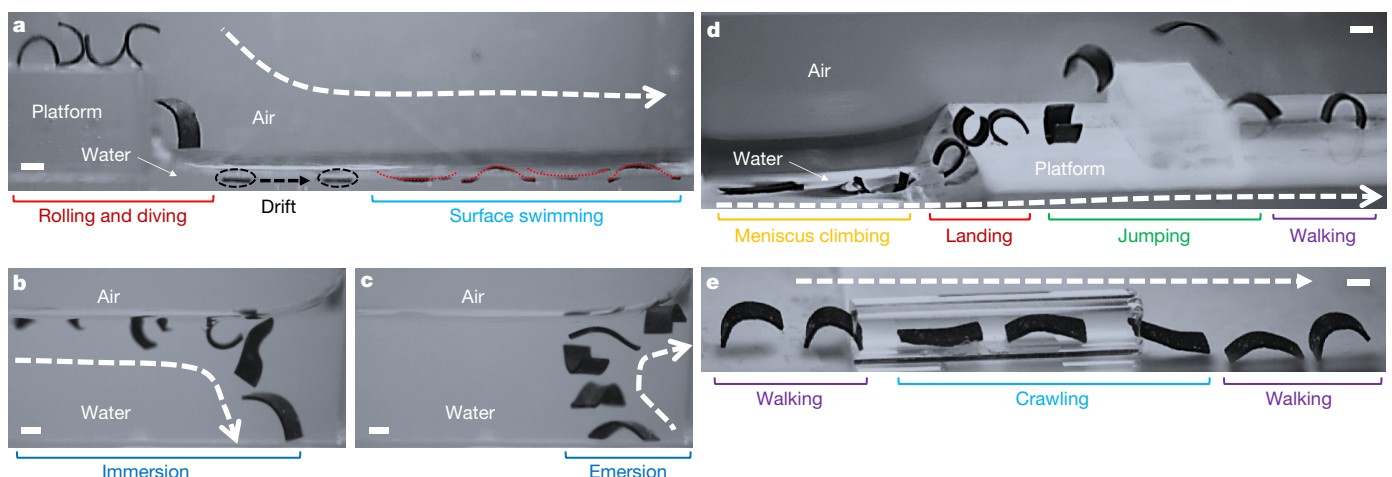 a
Platform
Air
Water
Rolling and diving
Drift
Surface swimming
b
Air
Water
Immersion
c
Air
Water
Emersion
d
Air
Water
Platform
Meniscus climbing
Landing
Jumping
Walking
e
Walking
Crawling
Walking